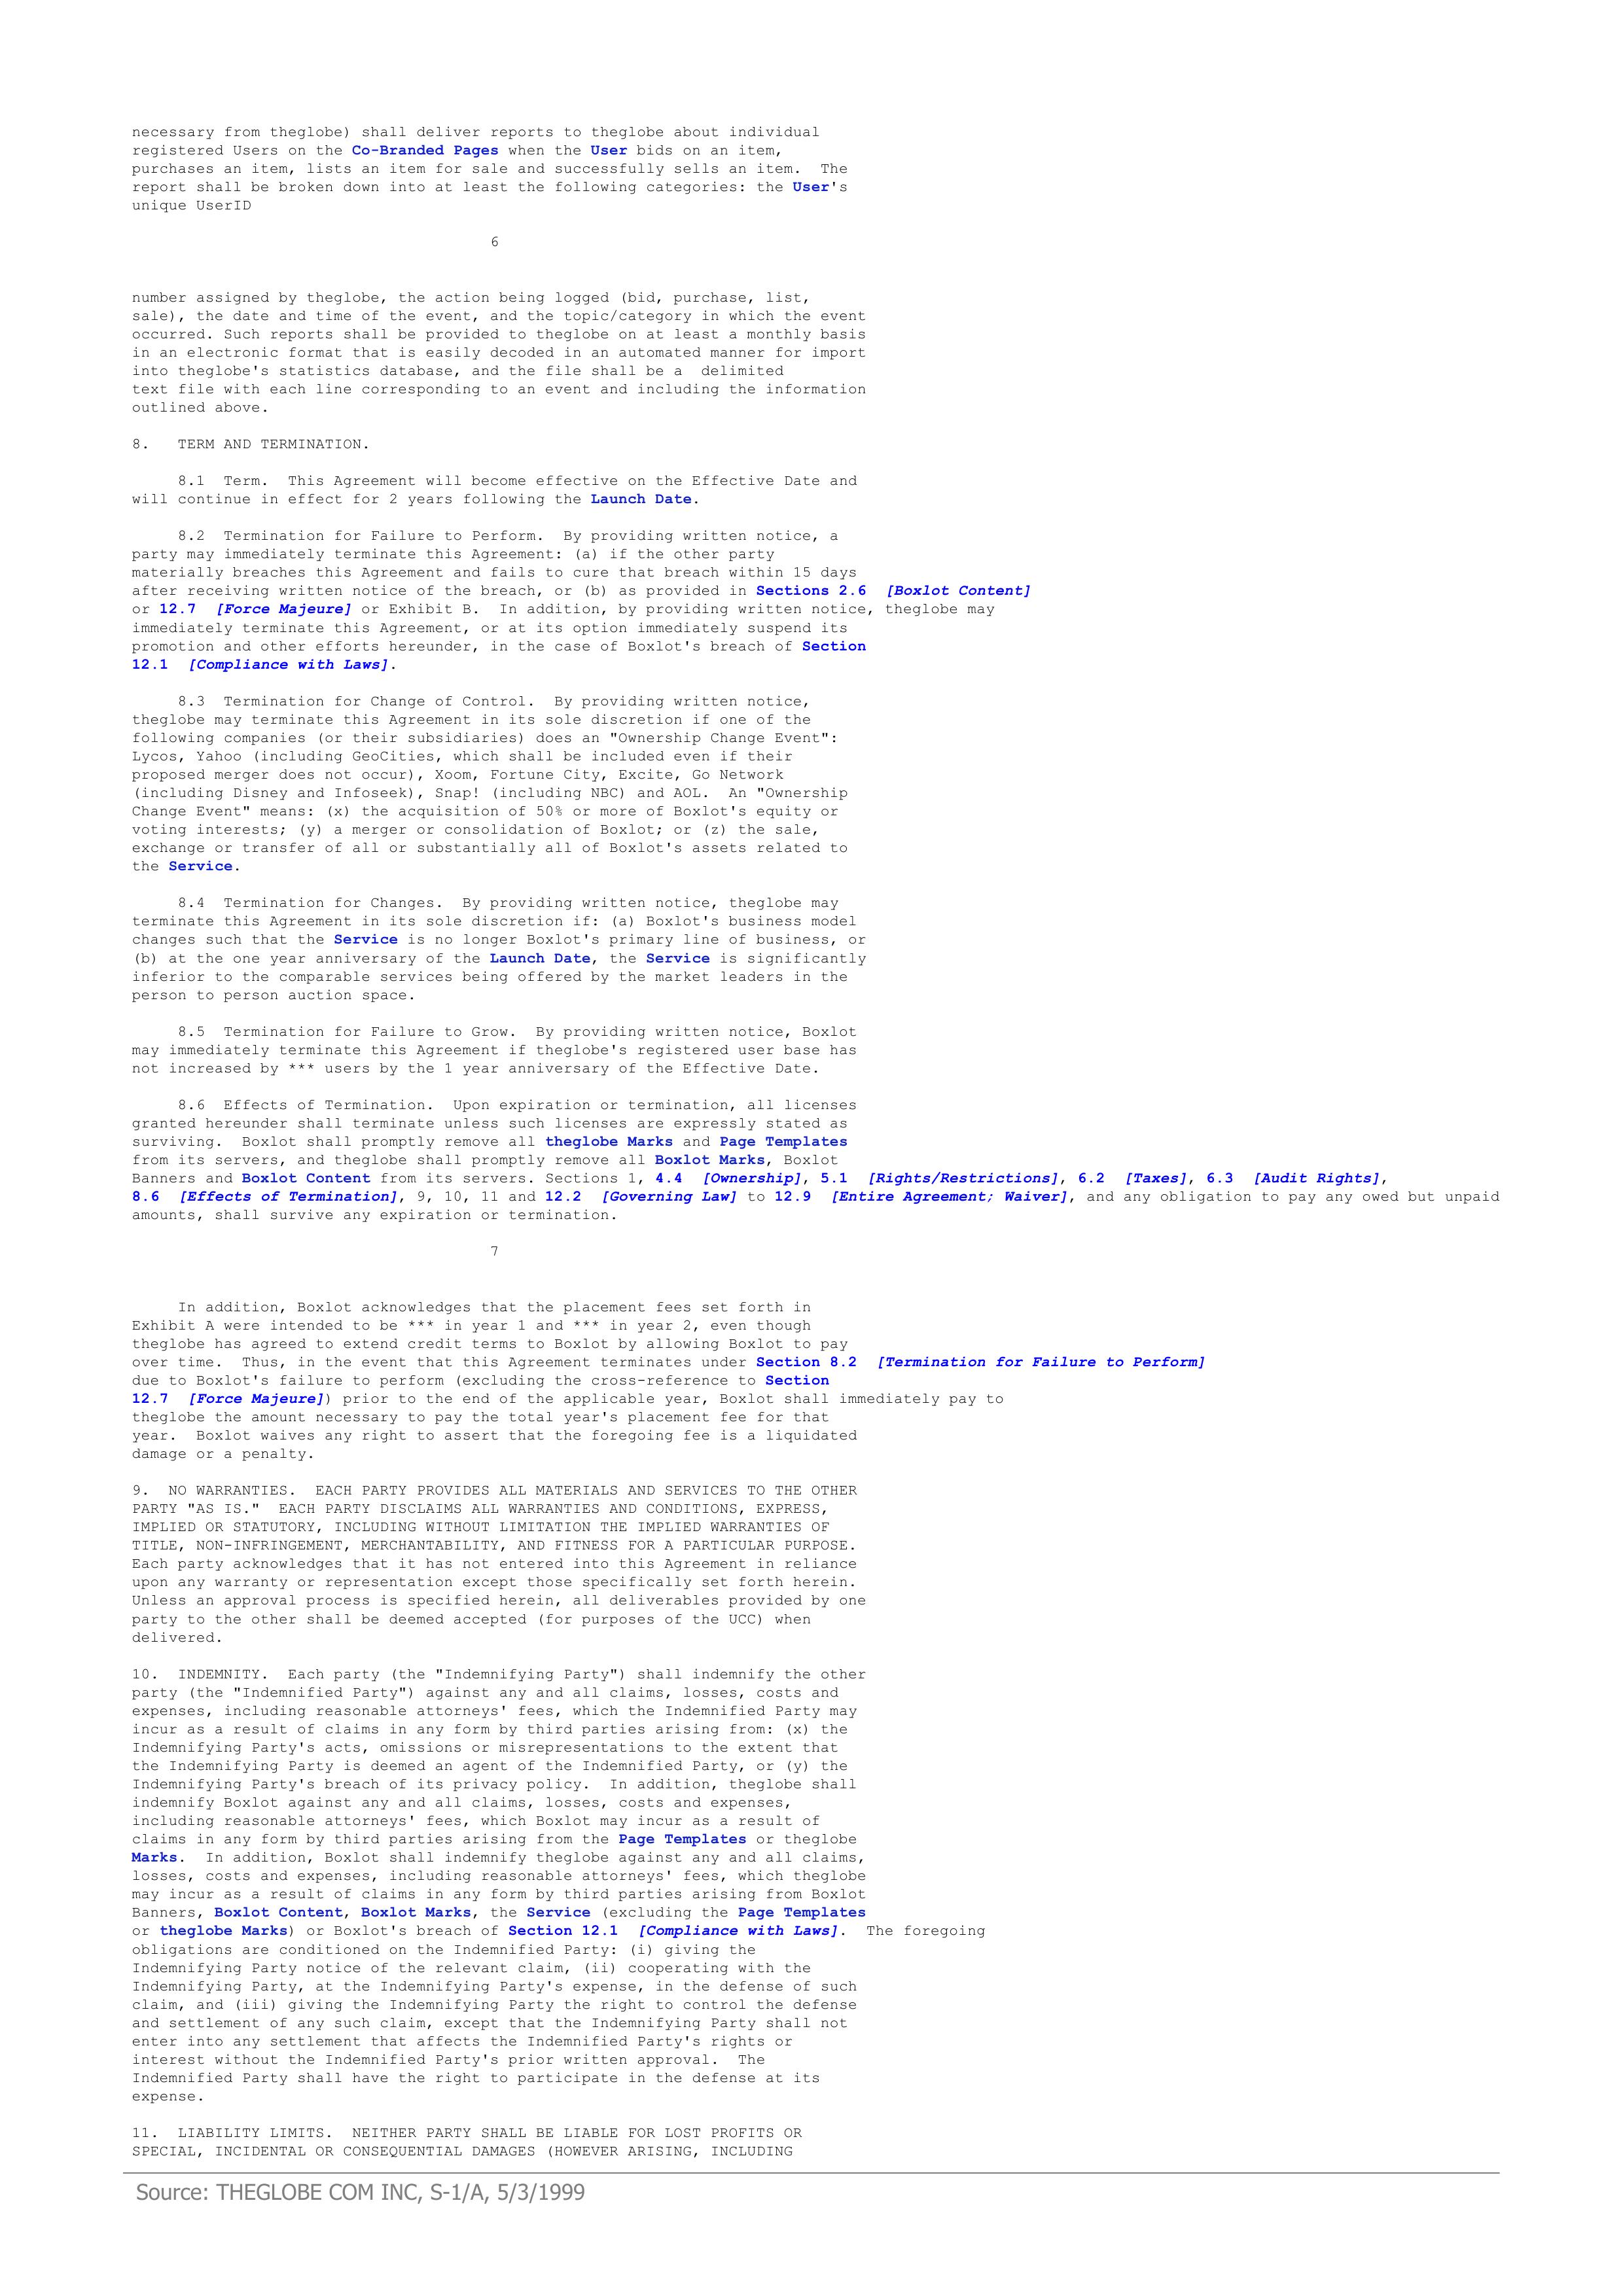 necessary from theglobe) shall deliver reports to theglobe about individual
registered Users on the Co-Branded Pages when the User bids on an item,
purchases an item, lists an item for sale and successfully sells an item.  The
report shall be broken down into at least the following categories: the User's
unique UserID
6
number assigned by theglobe, the action being logged (bid, purchase, list,
sale), the date and time of the event, and the topic/category in which the event
occurred. Such reports shall be provided to theglobe on at least a monthly basis
in an electronic format that is easily decoded in an automated manner for import
into theglobe's statistics database, and the file shall be a  delimited
text file with each line corresponding to an event and including the information
outlined above.
8.   TERM AND TERMINATION.
8.1  Term.  This Agreement will become effective on the Effective Date and
will continue in effect for 2 years following the Launch Date.
8.2  Termination for Failure to Perform.  By providing written notice, a
party may immediately terminate this Agreement: (a) if the other party
materially breaches this Agreement and fails to cure that breach within 15 days
after receiving written notice of the breach, or (b) as provided in Sections 2.6  [Boxlot Content]
or 12.7  [Force Majeure] or Exhibit B.  In addition, by providing written notice, theglobe may
immediately terminate this Agreement, or at its option immediately suspend its
promotion and other efforts hereunder, in the case of Boxlot's breach of Section
12.1  [Compliance with Laws].
8.3  Termination for Change of Control.  By providing written notice,
theglobe may terminate this Agreement in its sole discretion if one of the
following companies (or their subsidiaries) does an "Ownership Change Event":
Lycos, Yahoo (including GeoCities, which shall be included even if their
proposed merger does not occur), Xoom, Fortune City, Excite, Go Network
(including Disney and Infoseek), Snap! (including NBC) and AOL.  An "Ownership
Change Event" means: (x) the acquisition of 50% or more of Boxlot's equity or
voting interests; (y) a merger or consolidation of Boxlot; or (z) the sale,
exchange or transfer of all or substantially all of Boxlot's assets related to
the Service.
8.4  Termination for Changes.  By providing written notice, theglobe may
terminate this Agreement in its sole discretion if: (a) Boxlot's business model
changes such that the Service is no longer Boxlot's primary line of business, or
(b) at the one year anniversary of the Launch Date, the Service is significantly
inferior to the comparable services being offered by the market leaders in the
person to person auction space.
8.5  Termination for Failure to Grow.  By providing written notice, Boxlot
may immediately terminate this Agreement if theglobe's registered user base has
not increased by *** users by the 1 year anniversary of the Effective Date.
8.6  Effects of Termination.  Upon expiration or termination, all licenses
granted hereunder shall terminate unless such licenses are expressly stated as
surviving.  Boxlot shall promptly remove all theglobe Marks and Page Templates
from its servers, and theglobe shall promptly remove all Boxlot Marks, Boxlot
Banners and Boxlot Content from its servers. Sections 1, 4.4  [Ownership], 5.1  [Rights/Restrictions], 6.2  [Taxes], 6.3  [Audit Rights],
8.6  [Effects of Termination], 9, 10, 11 and 12.2  [Governing Law] to 12.9  [Entire Agreement; Waiver], and any obligation to pay any owed but unpaid
amounts, shall survive any expiration or termination.
7
In addition, Boxlot acknowledges that the placement fees set forth in
Exhibit A were intended to be *** in year 1 and *** in year 2, even though
theglobe has agreed to extend credit terms to Boxlot by allowing Boxlot to pay
over time.  Thus, in the event that this Agreement terminates under Section 8.2  [Termination for Failure to Perform]
due to Boxlot's failure to perform (excluding the cross-reference to Section
12.7  [Force Majeure]) prior to the end of the applicable year, Boxlot shall immediately pay to
theglobe the amount necessary to pay the total year's placement fee for that
year.  Boxlot waives any right to assert that the foregoing fee is a liquidated
damage or a penalty.
9.  NO WARRANTIES.  EACH PARTY PROVIDES ALL MATERIALS AND SERVICES TO THE OTHER
PARTY "AS IS."  EACH PARTY DISCLAIMS ALL WARRANTIES AND CONDITIONS, EXPRESS,
IMPLIED OR STATUTORY, INCLUDING WITHOUT LIMITATION THE IMPLIED WARRANTIES OF
TITLE, NON-INFRINGEMENT, MERCHANTABILITY, AND FITNESS FOR A PARTICULAR PURPOSE.
Each party acknowledges that it has not entered into this Agreement in reliance
upon any warranty or representation except those specifically set forth herein.
Unless an approval process is specified herein, all deliverables provided by one
party to the other shall be deemed accepted (for purposes of the UCC) when
delivered.
10.  INDEMNITY.  Each party (the "Indemnifying Party") shall indemnify the other
party (the "Indemnified Party") against any and all claims, losses, costs and
expenses, including reasonable attorneys' fees, which the Indemnified Party may
incur as a result of claims in any form by third parties arising from: (x) the
Indemnifying Party's acts, omissions or misrepresentations to the extent that
the Indemnifying Party is deemed an agent of the Indemnified Party, or (y) the
Indemnifying Party's breach of its privacy policy.  In addition, theglobe shall
indemnify Boxlot against any and all claims, losses, costs and expenses,
including reasonable attorneys' fees, which Boxlot may incur as a result of
claims in any form by third parties arising from the Page Templates or theglobe
Marks.  In addition, Boxlot shall indemnify theglobe against any and all claims,
losses, costs and expenses, including reasonable attorneys' fees, which theglobe
may incur as a result of claims in any form by third parties arising from Boxlot
Banners, Boxlot Content, Boxlot Marks, the Service (excluding the Page Templates
or theglobe Marks) or Boxlot's breach of Section 12.1  [Compliance with Laws].  The foregoing
obligations are conditioned on the Indemnified Party: (i) giving the
Indemnifying Party notice of the relevant claim, (ii) cooperating with the
Indemnifying Party, at the Indemnifying Party's expense, in the defense of such
claim, and (iii) giving the Indemnifying Party the right to control the defense
and settlement of any such claim, except that the Indemnifying Party shall not
enter into any settlement that affects the Indemnified Party's rights or
interest without the Indemnified Party's prior written approval.  The
Indemnified Party shall have the right to participate in the defense at its
expense.
11.  LIABILITY LIMITS.  NEITHER PARTY SHALL BE LIABLE FOR LOST PROFITS OR
SPECIAL, INCIDENTAL OR CONSEQUENTIAL DAMAGES (HOWEVER ARISING, INCLUDING
Source: THEGLOBE COM INC, S-1/A, 5/3/1999